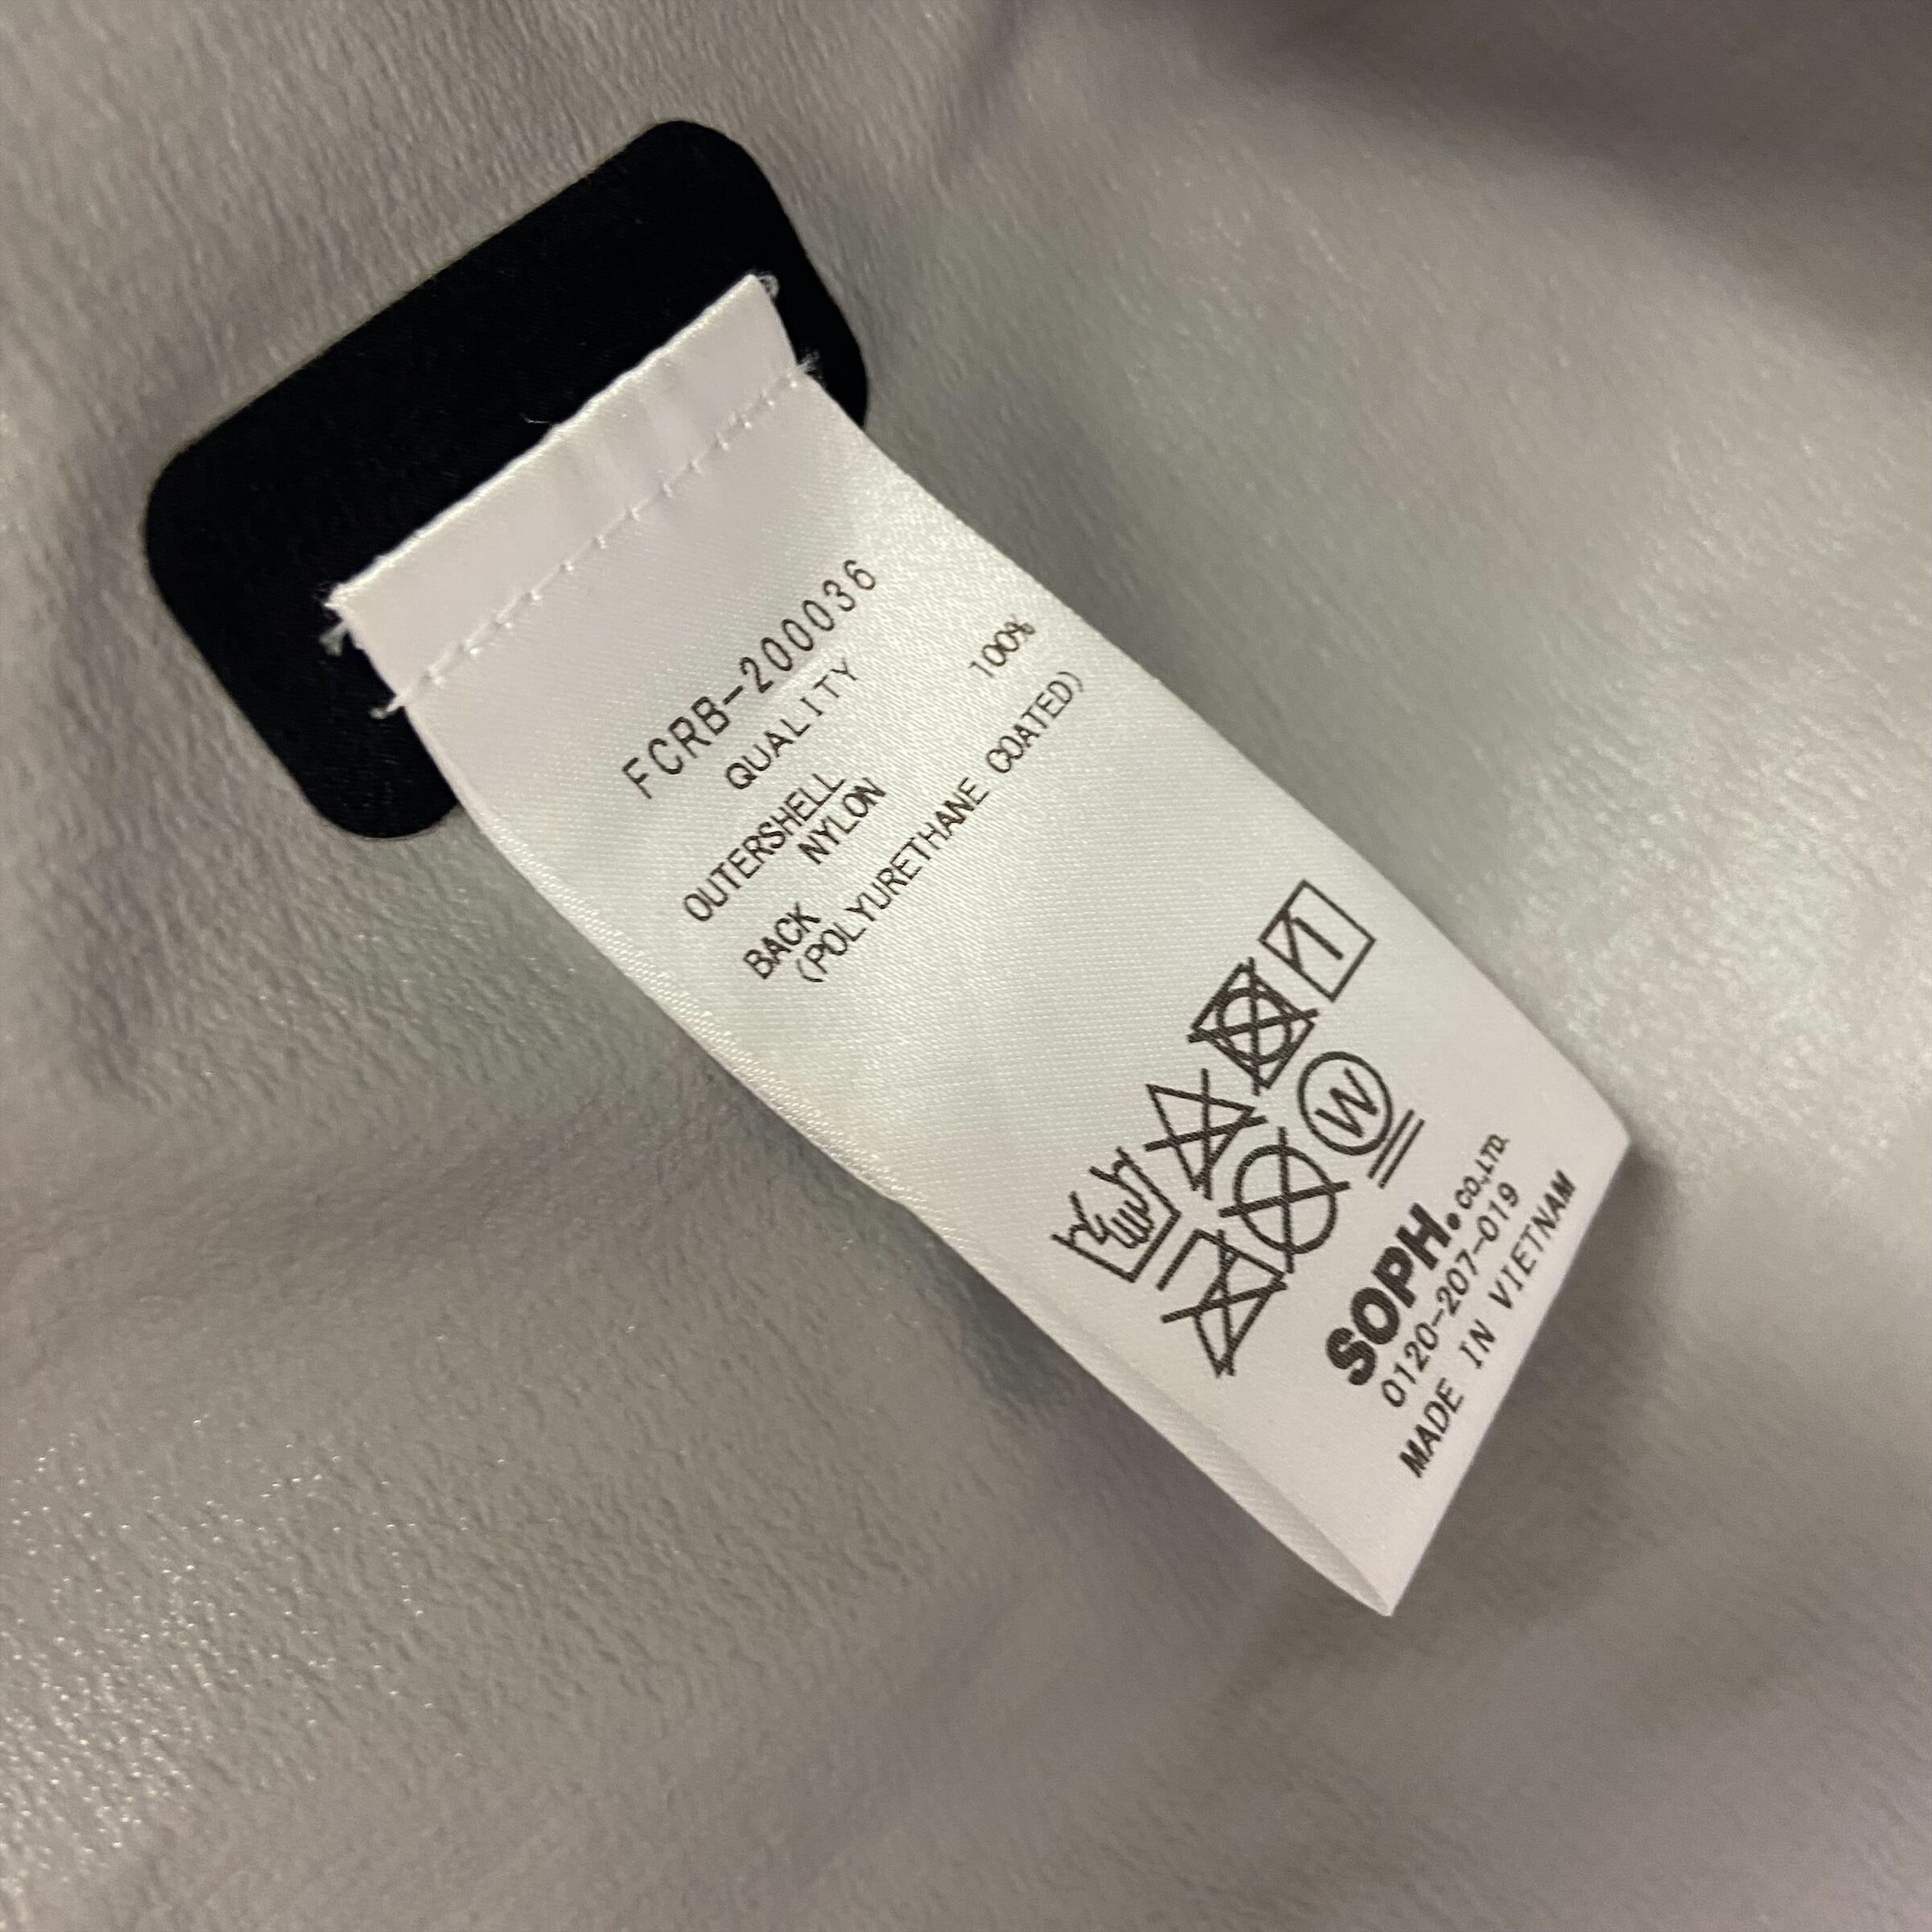 FCRB-200036
QUALITY
OUTERSHELL
NYLON 100%
BACK
(POLYURETHANE COATED)
W
SOPH.CO.,LTD.
0120-207-019
MADE IN VIETNAM